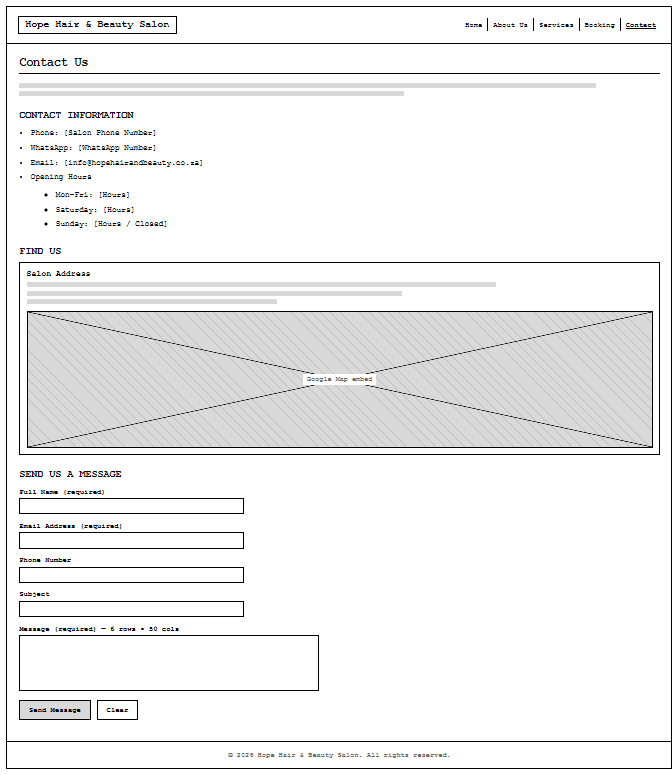 Hope Hair & Beauty Salon
Home About Us Services Booking Contact
Contact Us
CONTACT INFORMATION
• Phone: [Salon Phone Number]
• WhatsApp: [WhatsApp Number]
• Email: [info@hopehairandbeauty.co.za]
• Opening Hours
• Mon-Fri: [Hours]
• Saturday: [Hours]
• Sunday: [Hours / Closed]
FIND US
Salon Address
Google Map embed
SEND US A MESSAGE
Full Name (required)
Email Address (required)
Phone Number
Subject
Message (required) — 6 rows × 50 cols
Send Message Clear
© 2026 Hope Hair & Beauty Salon. All rights reserved.